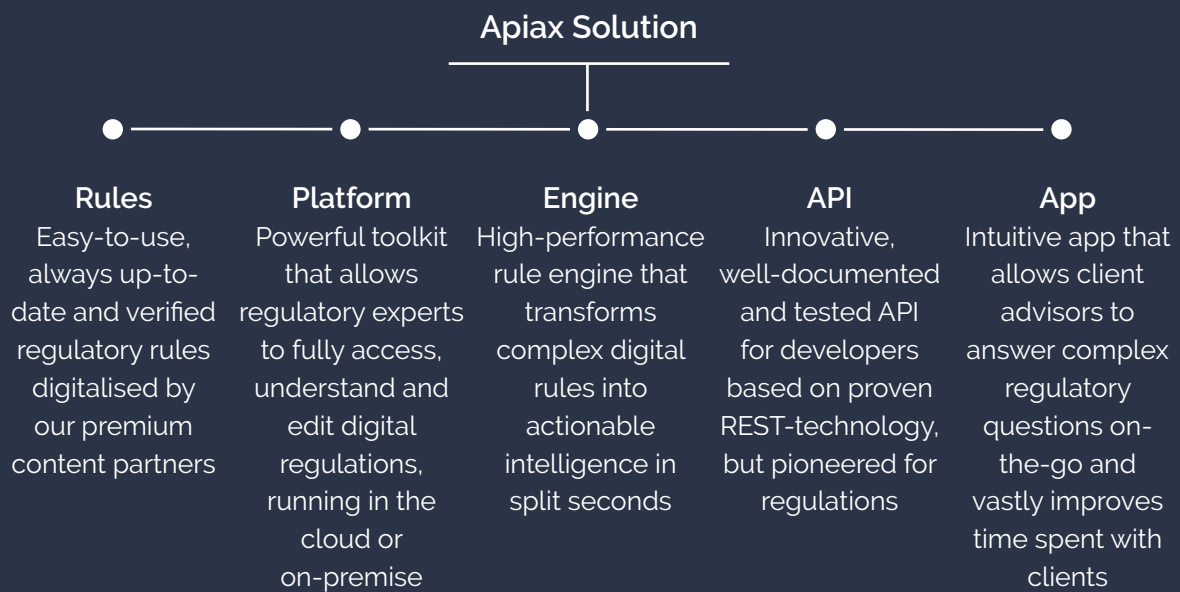 Apiax Solution
Rules
Easy-to-use,
always up-to-
date and verified
regulatory rules
digitalised by
our premium
content partners
Platform
Powerful toolkit
that allows
regulatory experts
to fully access,
understand and
edit digital
regulations,
running in the
cloud or
on-premise
Engine
High-performance
rule engine that
transforms
complex digital
rules into
actionable
intelligence in
split seconds
API
Innovative,
well-documented
and tested API
for developers
based on proven
REST-technology,
but pioneered for
regulations
App
Intuitive app that
allows client
advisors to
answer complex
regulatory
questions on-
the-go and
vastly improves
time spent with
clients